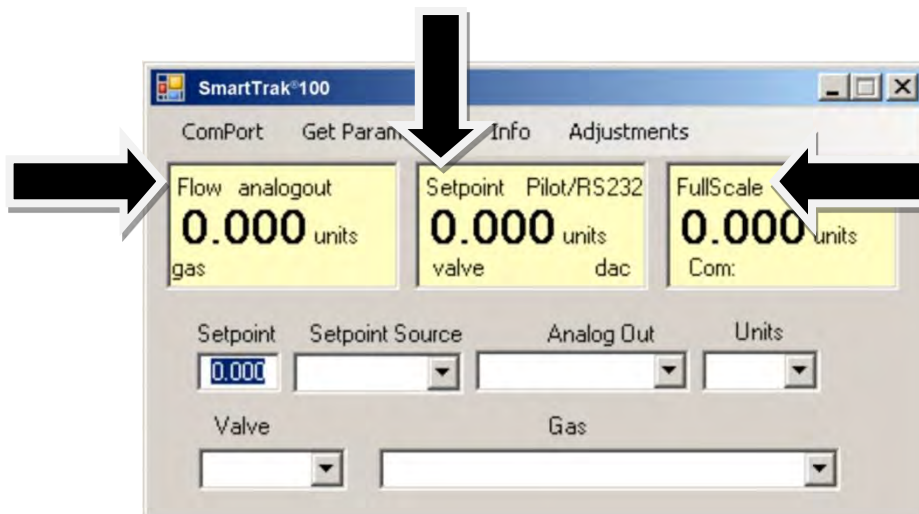 SmartTrak®100
ComPort Get Param Info Adjustments
Flow analogout
0.000 units
gas
Setpoint Pilot/RS232
0.000 units
valve dac
FullScale
0.000 units
Com:
Setpoint Setpoint Source Analog Out Units
0.000
Valve Gas